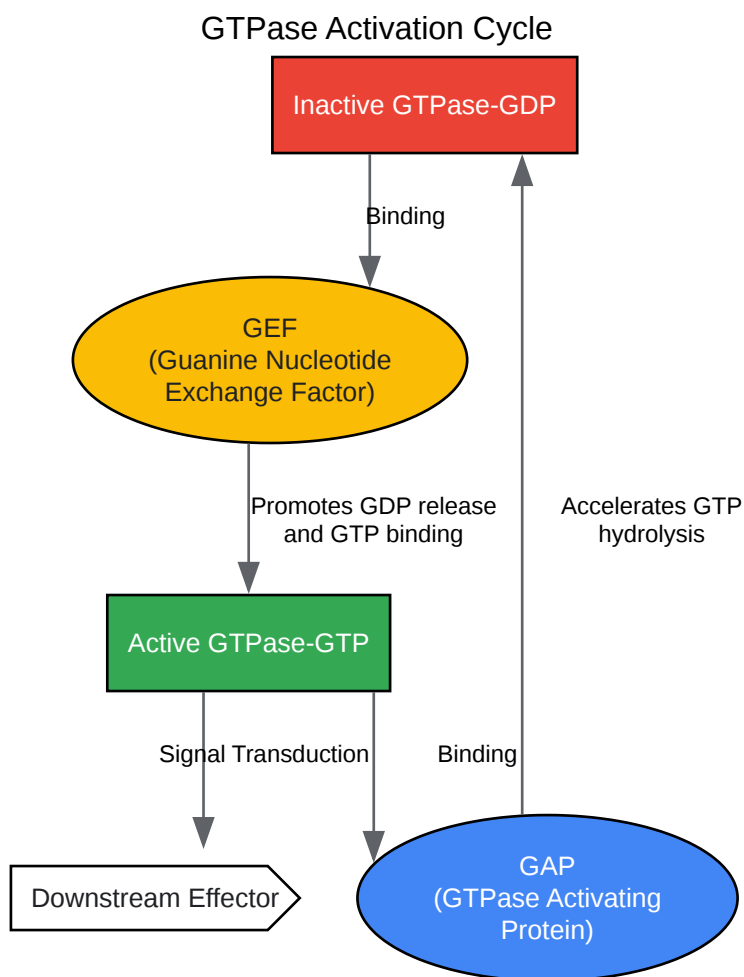 GTPase Activation Cycle
Inactive GTPase-GDP
Binding
GEF
(Guanine Nucleotide
Exchange Factor)
Promotes GDP release
and GTP binding
Accelerates GTP
hydrolysis
Active GTPase-GTP
Signal Transduction
Binding
Downstream Effector
GAP
(GTPase Activating
Protein)